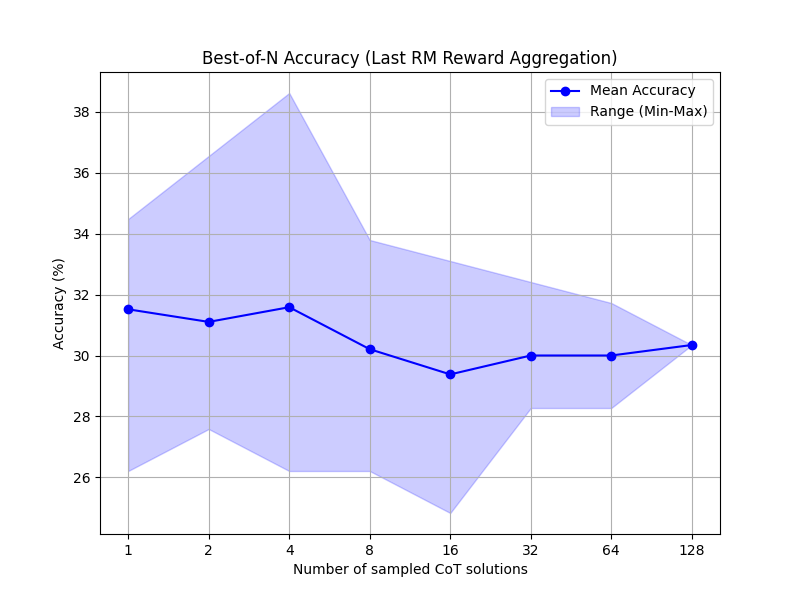 Best-of-N Accuracy (Last RM Reward Aggregation)
Mean Accuracy
Range (Min-Max)
Accuracy (%)
38
36
34
32
30
28
26
1 2 4 8 16 32 64 128
Number of sampled CoT solutions